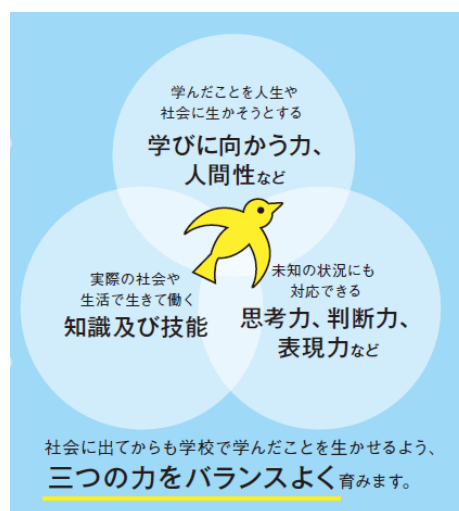 学んだことを人生や
社会に生かそうとする
学びに向かう力、
人間性など
実際の社会や
生活で生きて働く
知識及び技能
未知の状況にも
対応できる
思考力、判断力、
表現力など
社会に出てからも学校で学んだことを生かせるよう、
三つの力をバランスよく育みます。